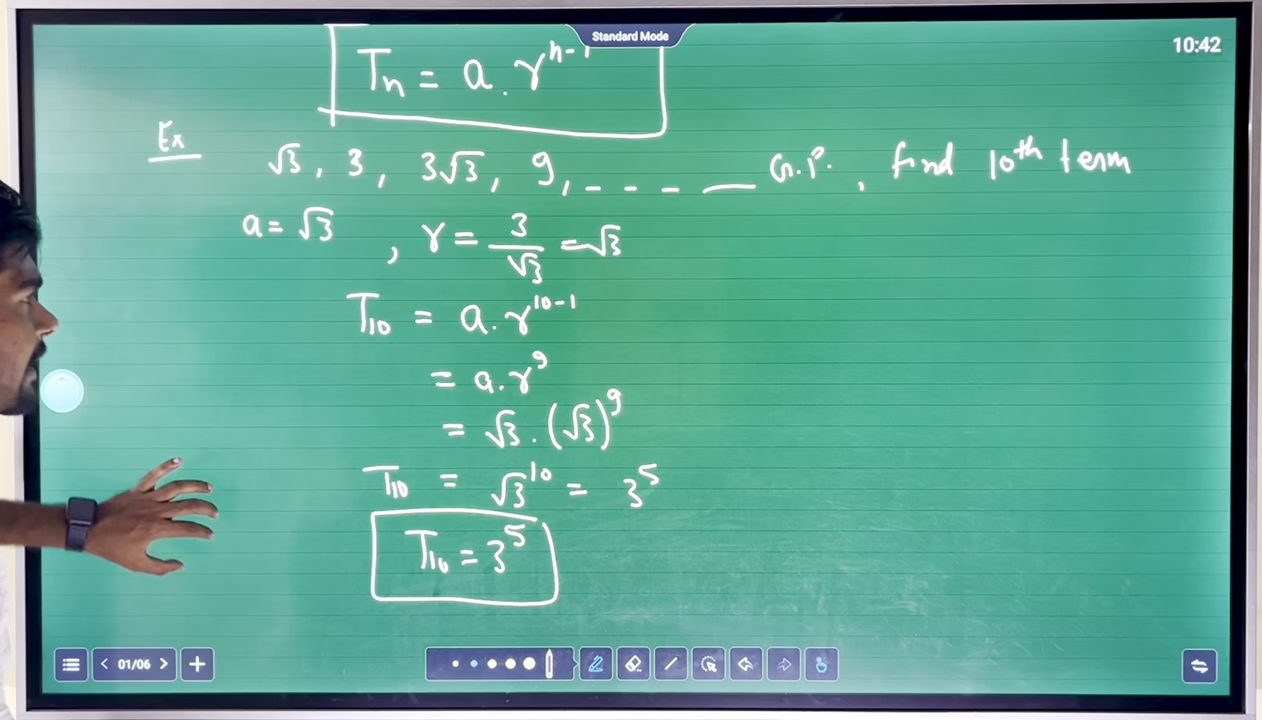 Standard Mode
10:42
Tn = a. r^n-1
Ex
√3, 3, 3√3, 9, - - - — G.P., find 10th term
a = √3 , r = 3/√3 = √3
T10 = a. r^10-1
= a. r^9
= √3 . (√3)^9
T10 = √3^10 = 3^5
T10 = 3^5
01/06